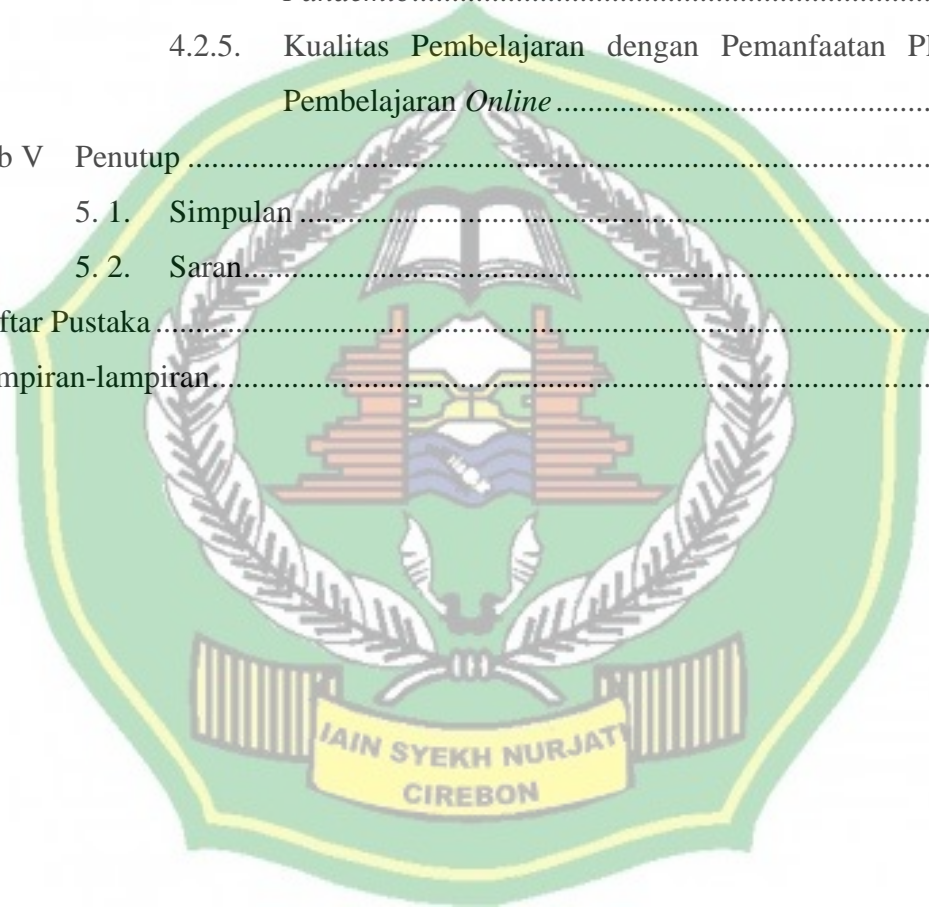 4.2.5. Kualitas Pembelajaran dengan Pemanfaatan
Pembelajaran Online
b V Penutup
5. 1. Simpulan
5. 2. Saran
ftar Pustaka
mpiran-lampiran
IAIN SYEKH NURJATI
CIREBON